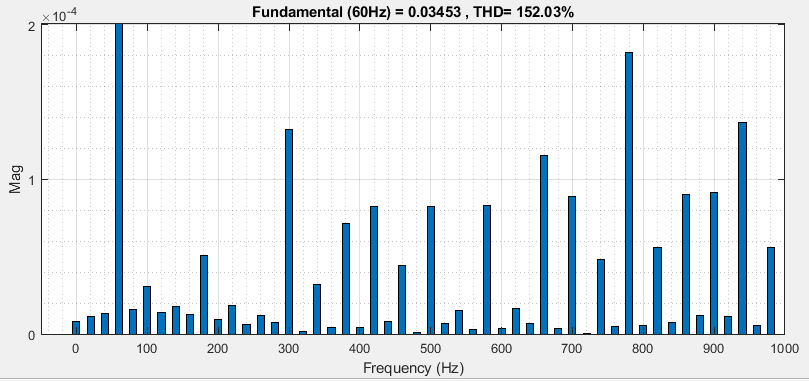 Fundamental (60Hz) = 0.03453 , THD= 152.03%
×10⁻⁴
2
1
0
Mag
0 100 200 300 400 500 600 700 800 900 1000
Frequency (Hz)